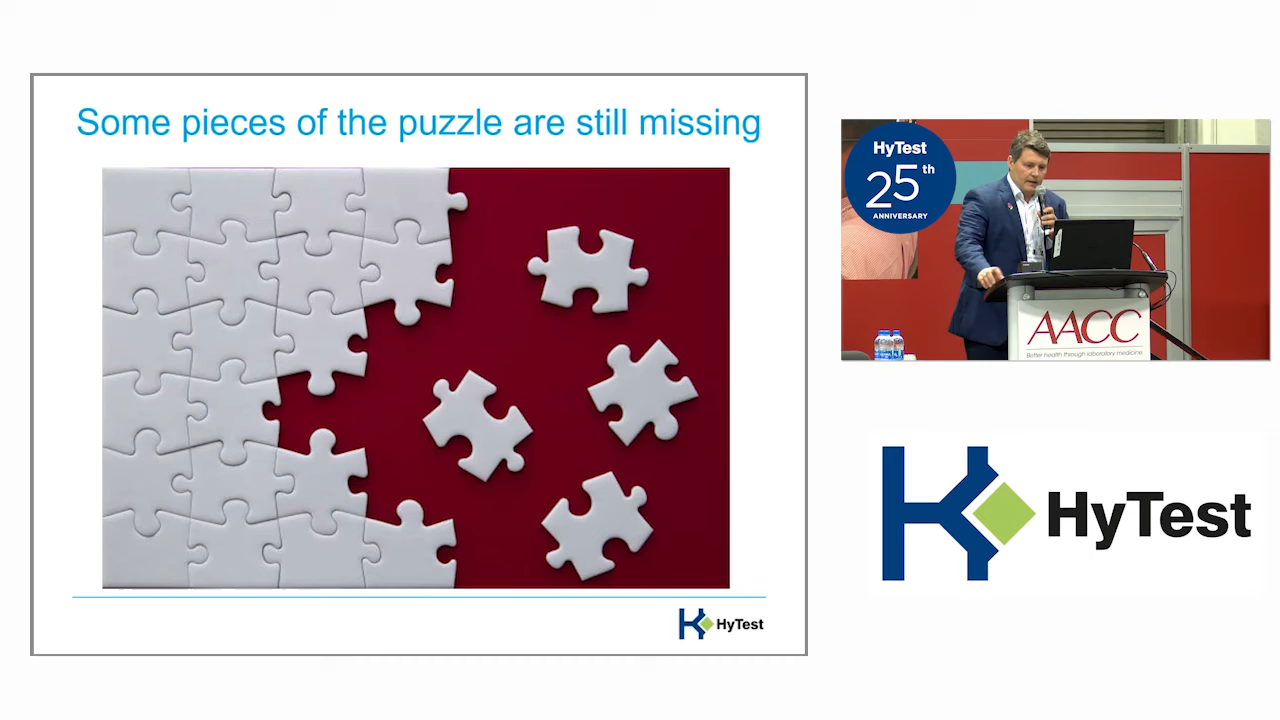 Some pieces of the puzzle are still missing
HyTest
HyTest
25th
ANNIVERSARY
AACC
Better health through laboratory medicine
HyTest